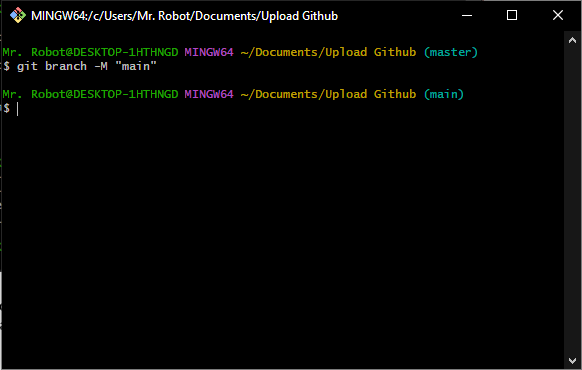 MINGW64:/c/Users/Mr. Robot/Documents/Upload Github
Mr. Robot@DESKTOP-1HTHNGD MINGW64 ~/Documents/Upload Github (master)
$ git branch -M "main"
Mr. Robot@DESKTOP-1HTHNGD MINGW64 ~/Documents/Upload Github (main)
$